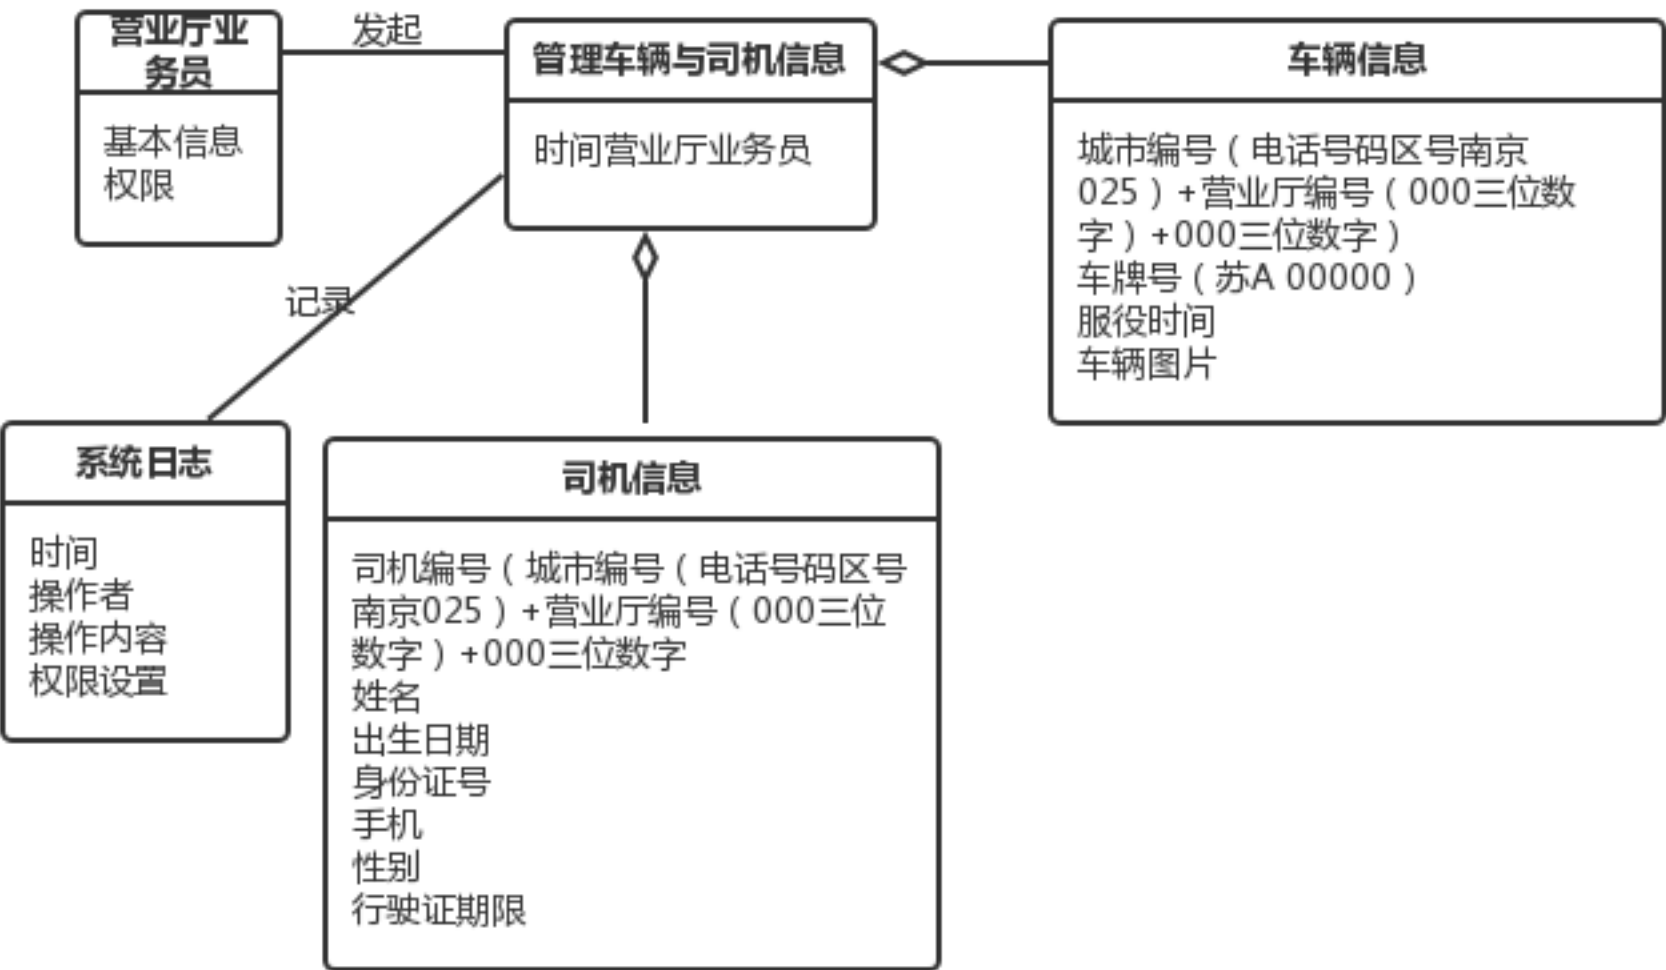 营业厅业
务员
基本信息
权限
发起
管理车辆与司机信息
时间营业厅业务员
车辆信息
城市编号（电话号码区号南京
025）+营业厅编号（000三位数
字）+000三位数字）
车牌号（苏A 00000）
服役时间
车辆图片
记录
系统日志
时间
操作者
操作内容
权限设置
司机信息
司机编号（城市编号（电话号码区号
南京025）+营业厅编号（000三位
数字）+000三位数字
姓名
出生日期
身份证号
手机
性别
行驶证期限